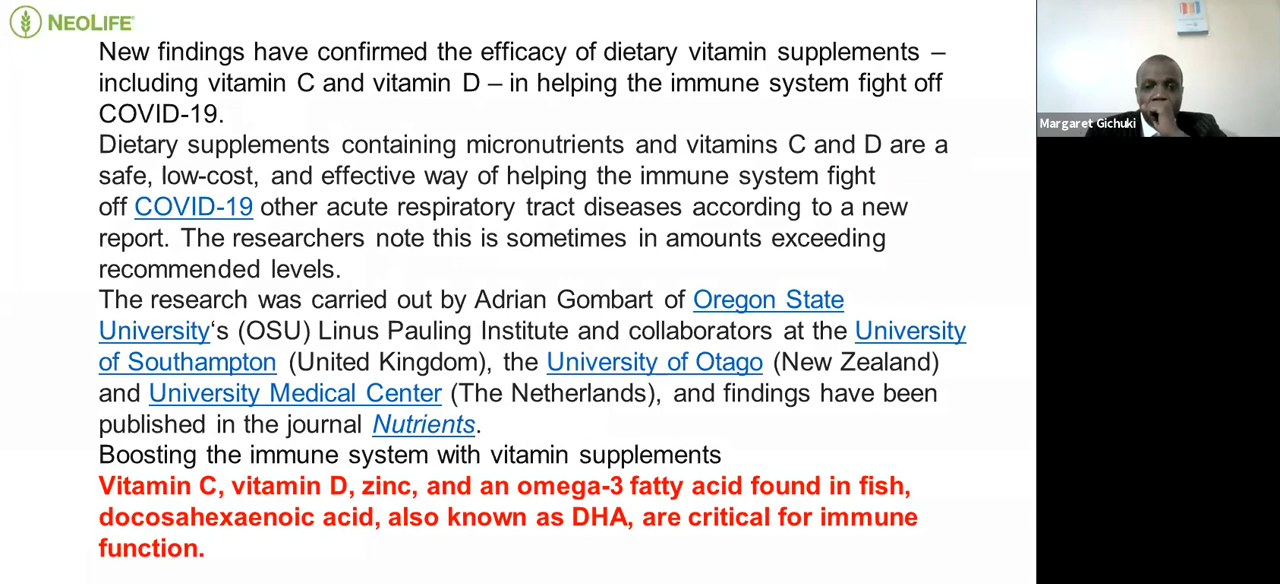 NEOLIFE
New findings have confirmed the efficacy of dietary vitamin supplements –
including vitamin C and vitamin D – in helping the immune system fight off
COVID-19.
Dietary supplements containing micronutrients and vitamins C and D are a
safe, low-cost, and effective way of helping the immune system fight
off COVID-19 other acute respiratory tract diseases according to a new
report. The researchers note this is sometimes in amounts exceeding
recommended levels.
The research was carried out by Adrian Gombart of Oregon State
University‘s (OSU) Linus Pauling Institute and collaborators at the University
of Southampton (United Kingdom), the University of Otago (New Zealand)
and University Medical Center (The Netherlands), and findings have been
published in the journal Nutrients.
Boosting the immune system with vitamin supplements
Vitamin C, vitamin D, zinc, and an omega-3 fatty acid found in fish,
docosahexaenoic acid, also known as DHA, are critical for immune
function.
Margaret Gichuki